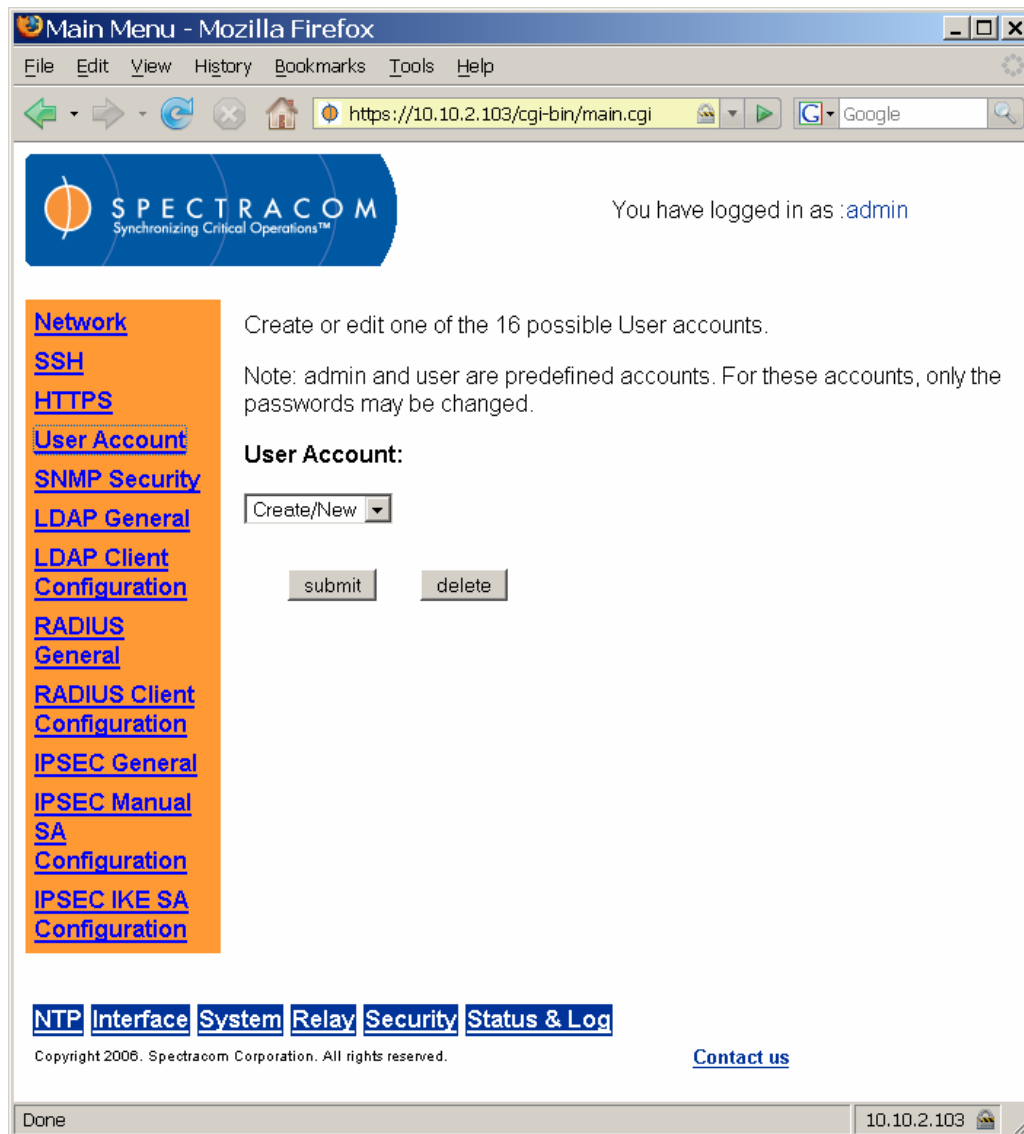 Main Menu - Mozilla Firefox
File Edit View History Bookmarks Tools Help
https://10.10.2.103/cgi-bin/main.cgi
G Google
SPECTRACOM
Synchronizing Critical Operations™
You have logged in as :admin
Network
SSH
HTTPS
User Account
SNMP Security
LDAP General
LDAP Client
Configuration
RADIUS
General
RADIUS Client
Configuration
IPSEC General
IPSEC Manual
SA
Configuration
IPSEC IKE SA
Configuration
Create or edit one of the 16 possible User accounts.
Note: admin and user are predefined accounts. For these accounts, only the
passwords may be changed.
User Account:
Create/New
submit delete
NTP Interface System Relay Security Status & Log
Copyright 2006. Spectracom Corporation. All rights reserved.
Contact us
Done
10.10.2.103